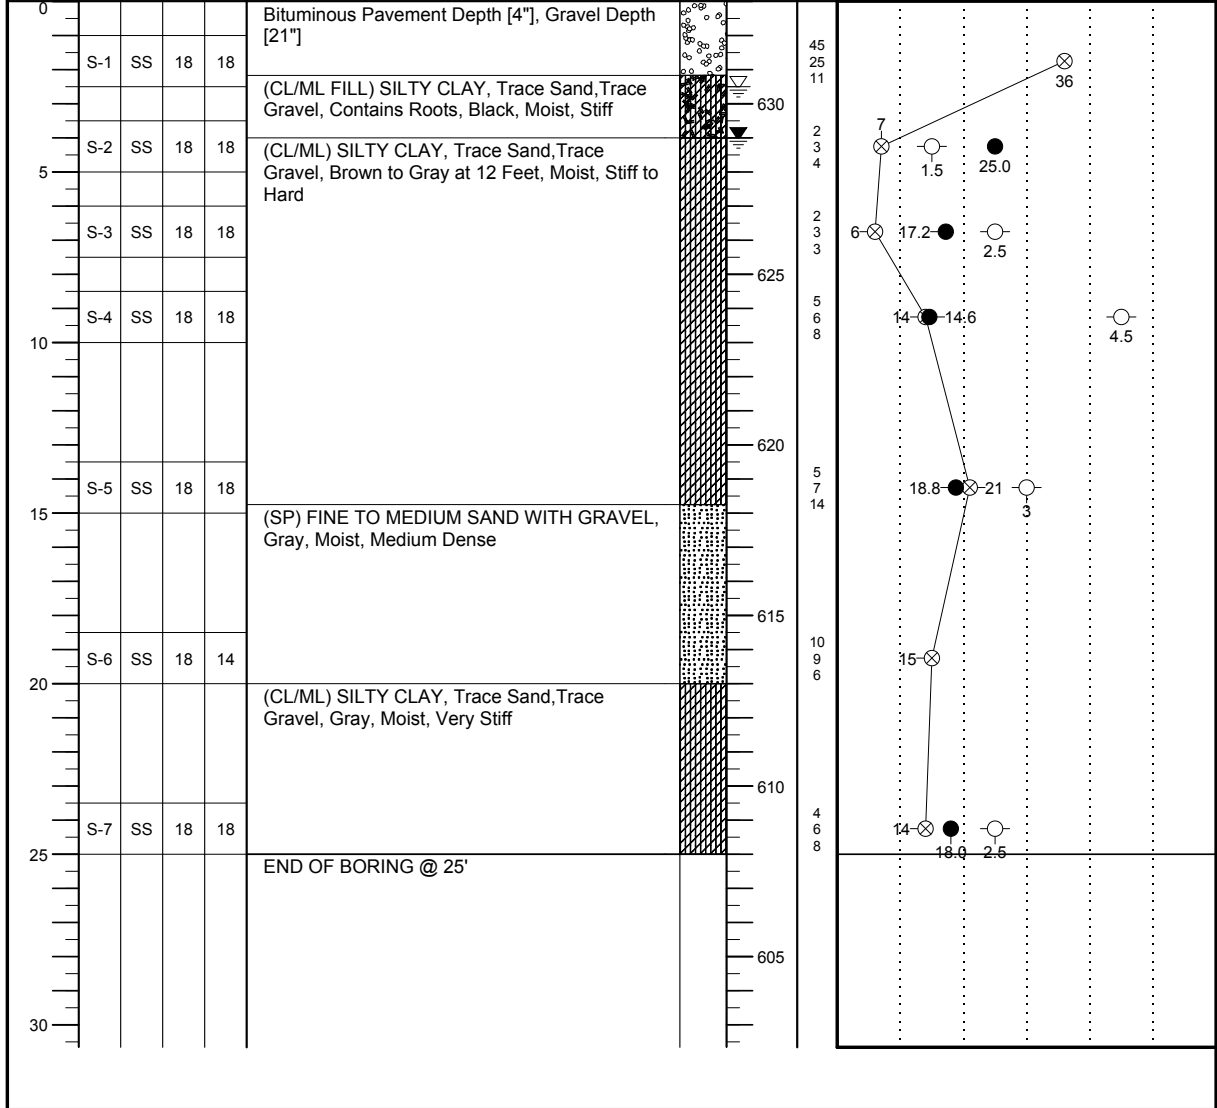 0
Bituminous Pavement Depth [4"], Gravel Depth
[21"]
S-1 SS 18 18
45
25
11
36
(CL/ML FILL) SILTY CLAY, Trace Sand,Trace
Gravel, Contains Roots, Black, Moist, Stiff
630
S-2 SS 18 18
(CL/ML) SILTY CLAY, Trace Sand,Trace
Gravel, Brown to Gray at 12 Feet, Moist, Stiff to
Hard
2
3
4
7
1.5
25.0
5
S-3 SS 18 18
2
3
3
6
17.2
2.5
625
S-4 SS 18 18
5
6
8
14
14.6
4.5
10
620
S-5 SS 18 18
5
7
14
18.8
21
3
15
(SP) FINE TO MEDIUM SAND WITH GRAVEL,
Gray, Moist, Medium Dense
615
S-6 SS 18 14
10
9
6
15
20
(CL/ML) SILTY CLAY, Trace Sand,Trace
Gravel, Gray, Moist, Very Stiff
610
S-7 SS 18 18
4
6
8
14
18.0
2.5
25
END OF BORING @ 25'
605
30